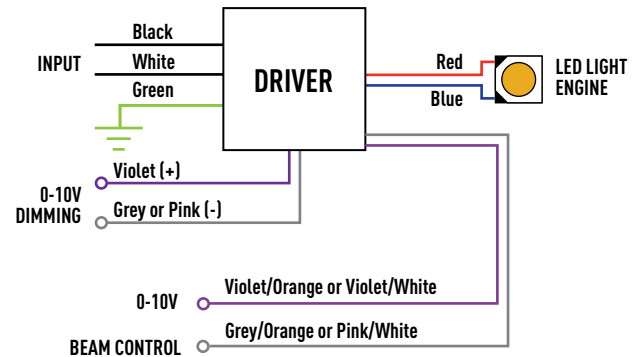 INPUT
Black
White
Green
DRIVER
Red
Blue
LED LIGHT
ENGINE
0-10V
DIMMING
Violet (+)
Grey or Pink (-)
0-10V
Violet/Orange or Violet/White
BEAM CONTROL
Grey/Orange or Pink/White